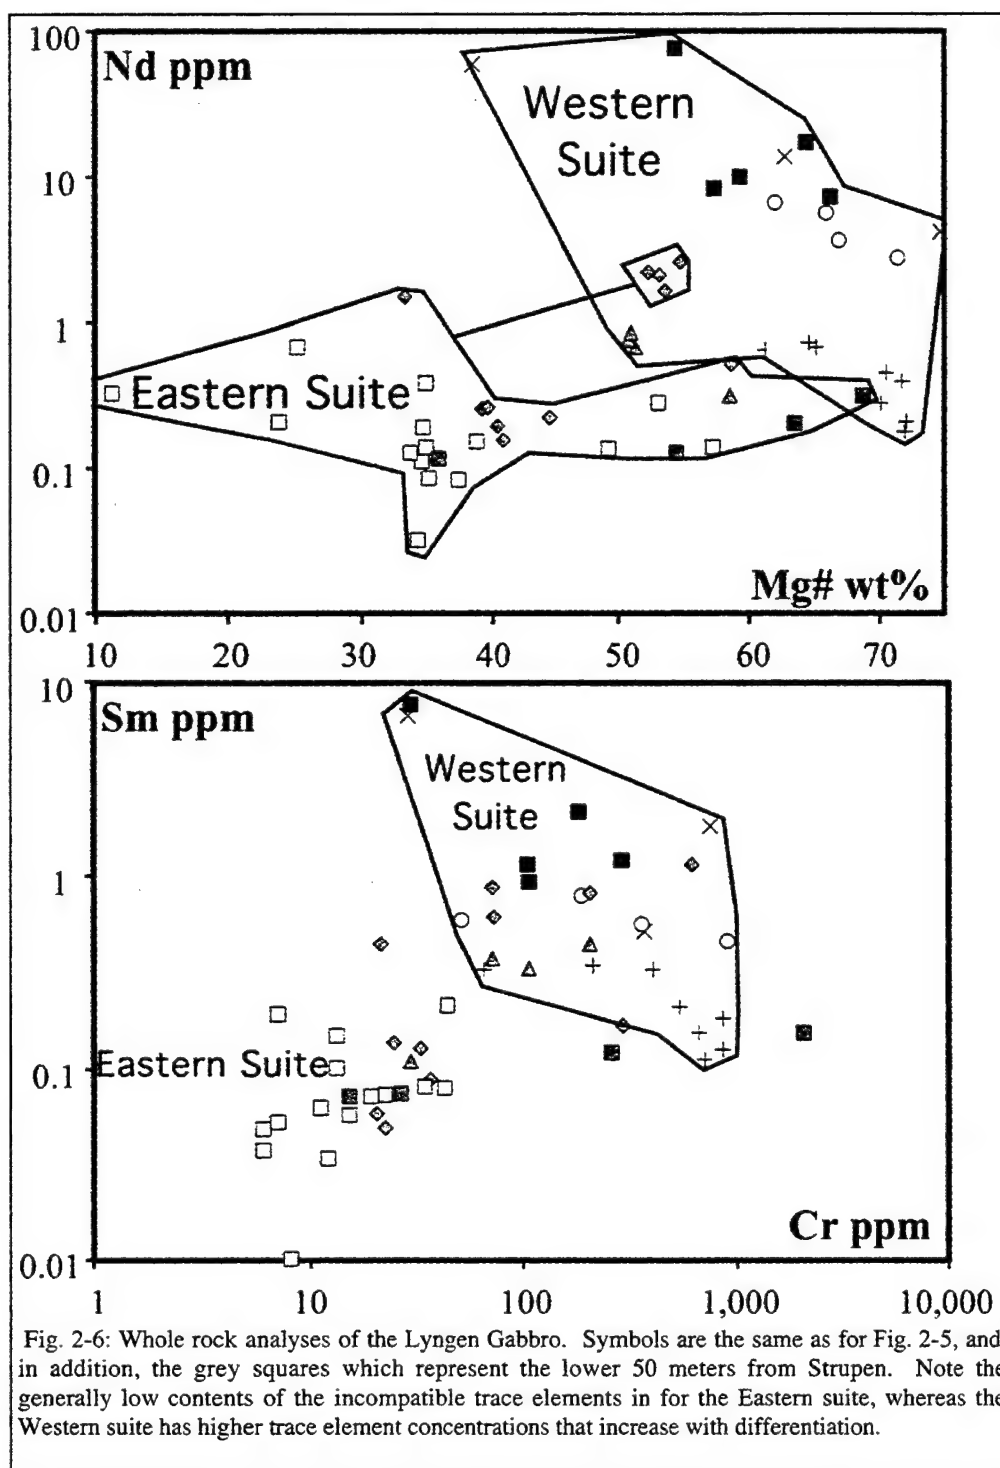 100
Nd ppm
Western
Suite
10
1
Eastern Suite
0.1
Mg# wt%
0.01
10 20 30 40 50 60 70
10
Sm ppm
Western
Suite
1
Eastern Suite
0.1
Cr ppm
0.01
1 10 100 1,000 10,000
Fig. 2-6: Whole rock analyses of the Lyngen Gabbro. Symbols are the same as for Fig. 2-5, and
in addition, the grey squares which represent the lower 50 meters from Strupen. Note the
generally low contents of the incompatible trace elements in for the Eastern suite, whereas the
Western suite has higher trace element concentrations that increase with differentiation.